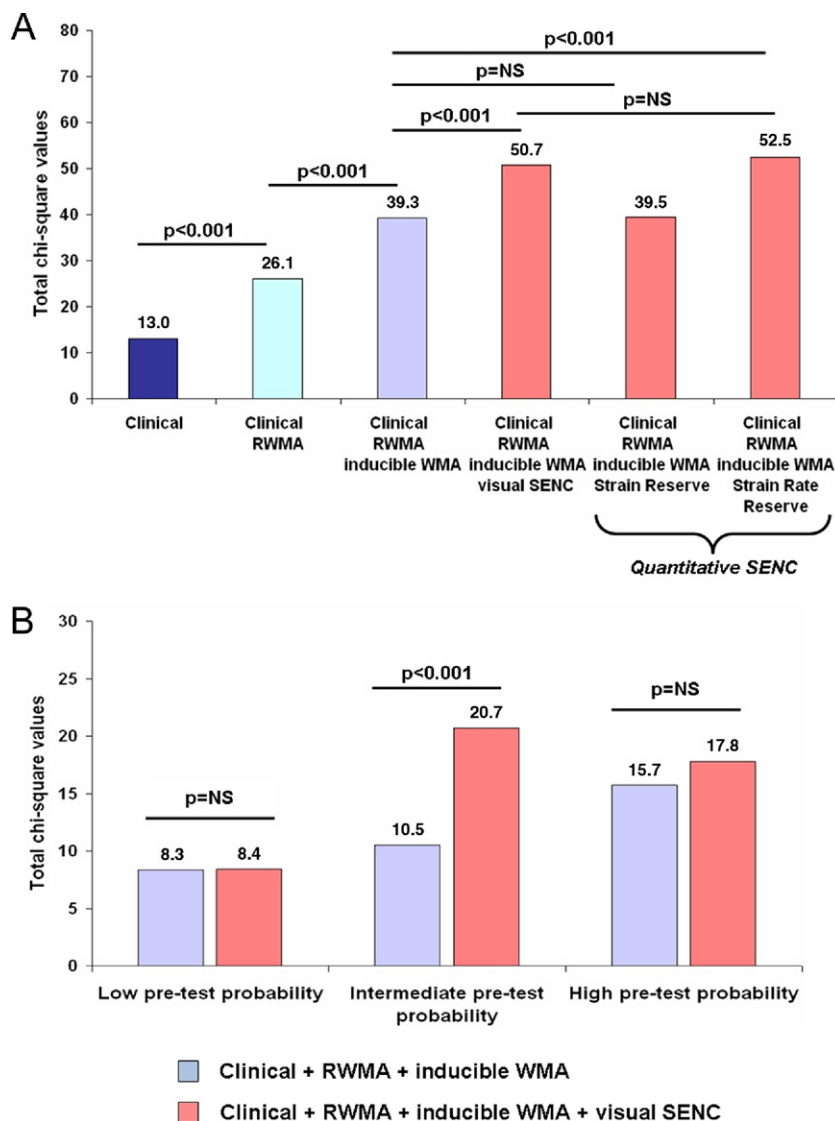 A
Total chi-square values
80
70
60
50
40
30
20
10
0
p<0.001
p=NS
p=NS
p<0.001
p<0.001
p<0.001
13.0
26.1
39.3
50.7
39.5
52.5
Clinical
Clinical
RWMA
Clinical
RWMA
inducible WMA
Clinical
RWMA
inducible WMA
visual SENC
Clinical
RWMA
inducible WMA
Strain Reserve
Clinical
RWMA
inducible WMA
Strain Rate
Reserve
Quantitative SENC
B
Total chi-square values
30
25
20
15
10
5
0
p=NS
8.3
8.4
p<0.001
10.5
20.7
p=NS
15.7
17.8
Low pre-test probability
Intermediate pre-test
probability
High pre-test probability
Clinical + RWMA + inducible WMA
Clinical + RWMA + inducible WMA + visual SENC